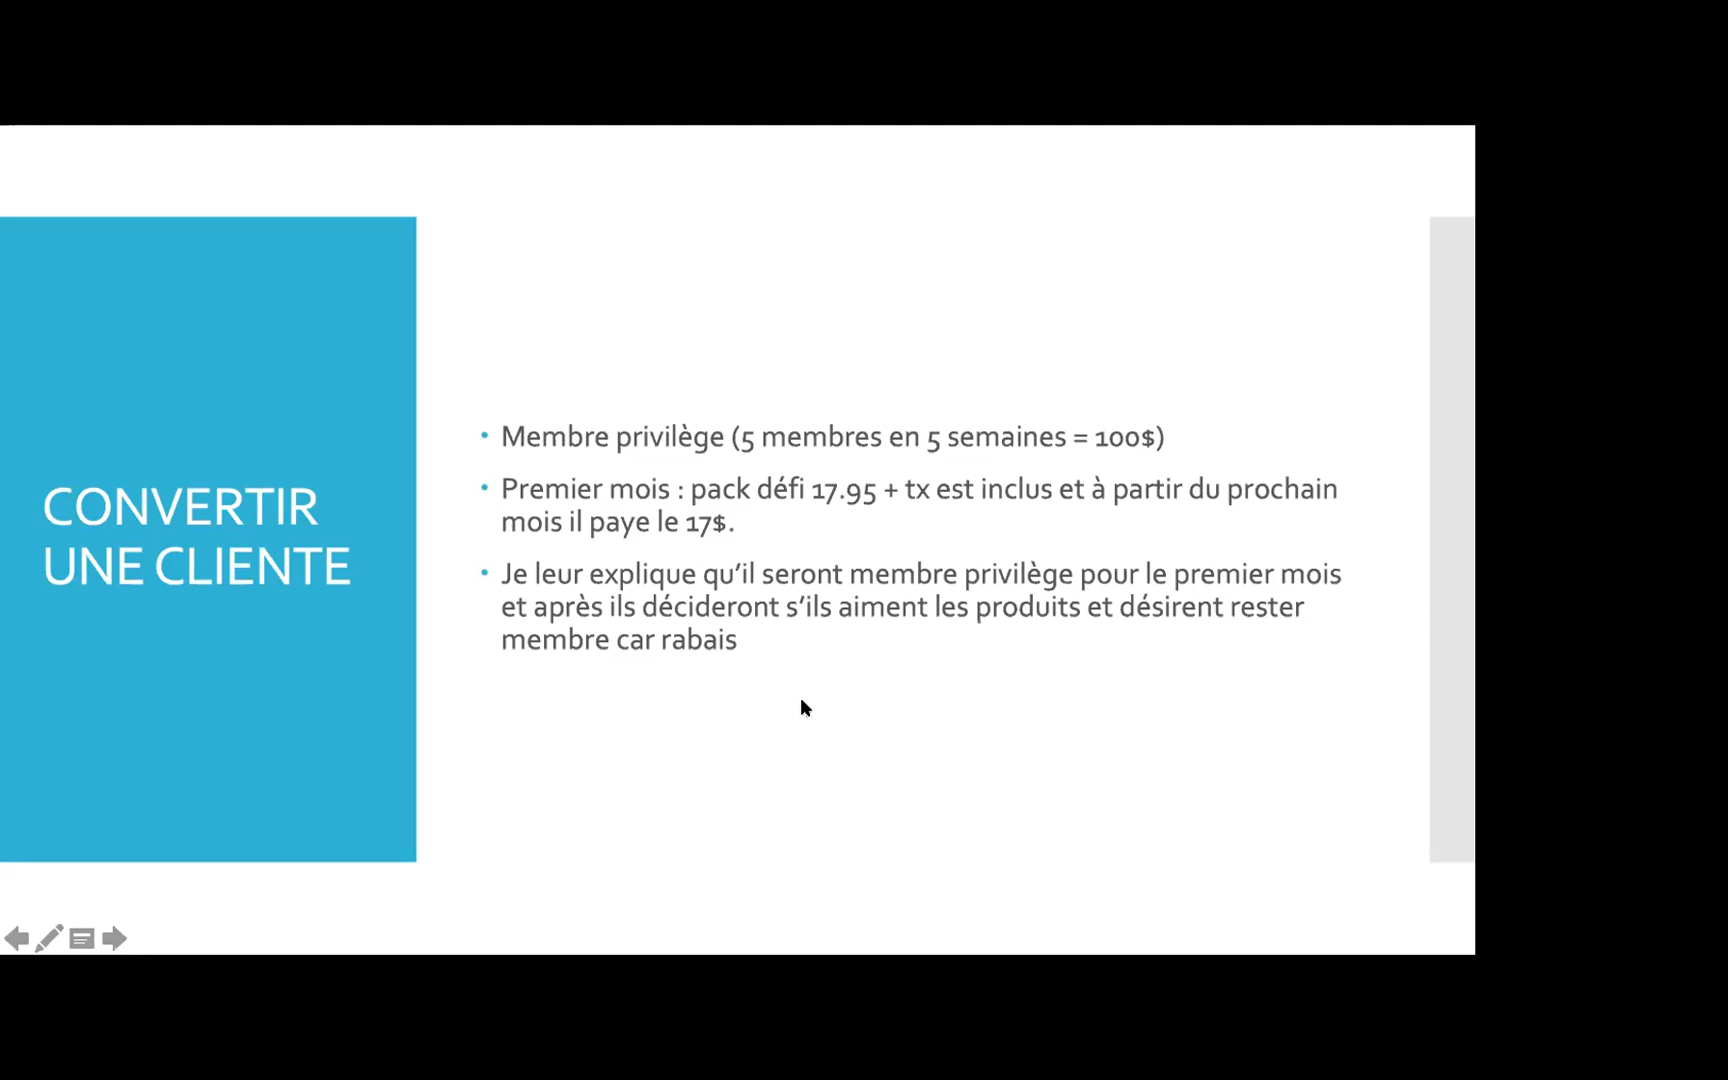 CONVERTIR
UNE CLIENTE
• Membre privilège (5 membres en 5 semaines = 100$)
• Premier mois : pack défi 17.95 + tx est inclus et à partir du prochain
mois il paye le 17$.
• Je leur explique qu’il seront membre privilège pour le premier mois
et après ils décideront s’ils aiment les produits et désirent rester
membre car rabais